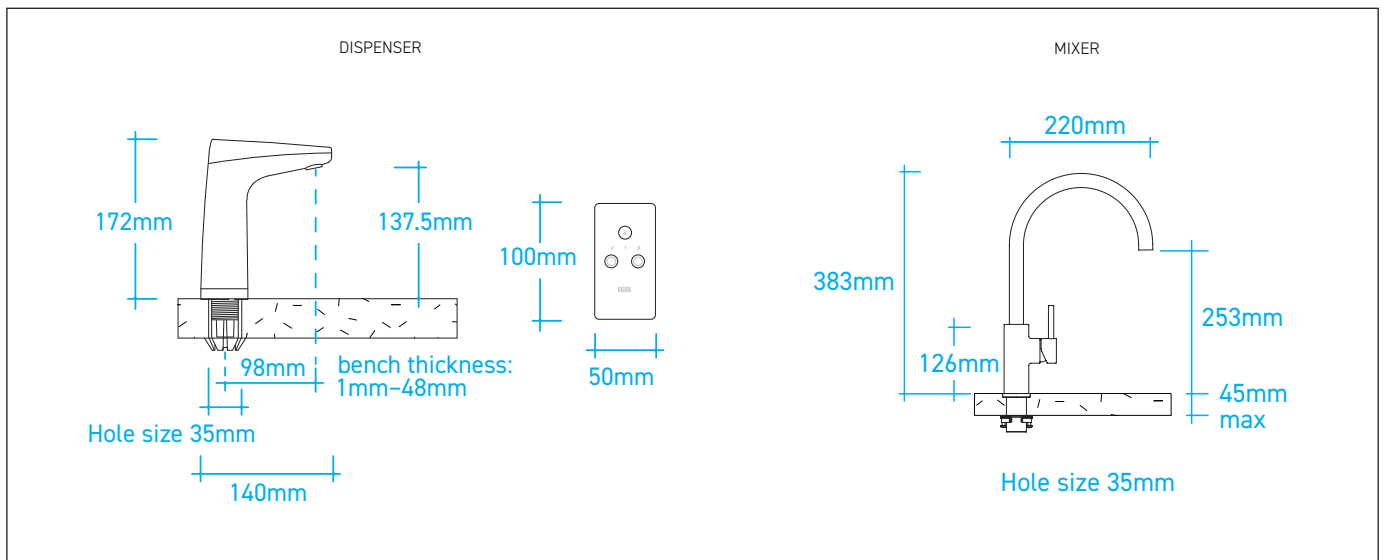 DISPENSER
MIXER
172mm
137.5mm
98mm
bench thickness:
1mm–48mm
Hole size 35mm
140mm
100mm
50mm
220mm
383mm
126mm
253mm
45mm
max
Hole size 35mm